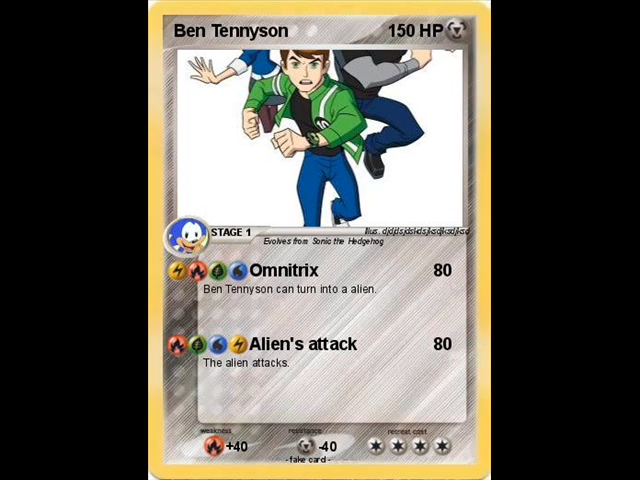 Ben Tennyson 150 HP
STAGE 1
Evolves from Sonic the Hedgehog
Omnitrix 80
Ben Tennyson can turn into a alien.
Alien's attack 80
The alien attacks.
weakness resistance retreat cost
+40 -40
- fake card -